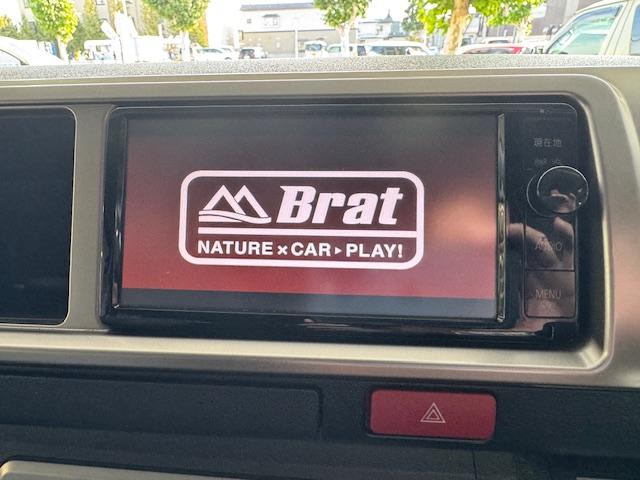 Brat
NATURE × CAR ▸ PLAY!
現在地
AUDIO
MENU